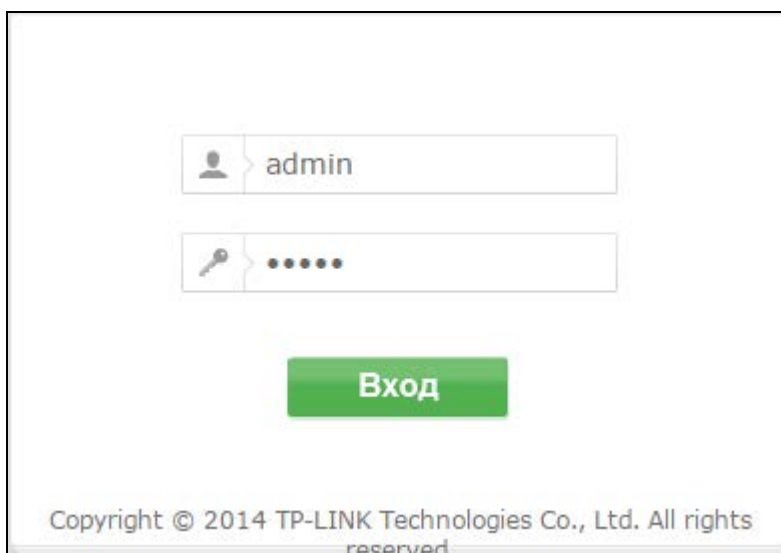 admin
•••••
Вход
Copyright © 2014 TP-LINK Technologies Co., Ltd. All rights
reserved